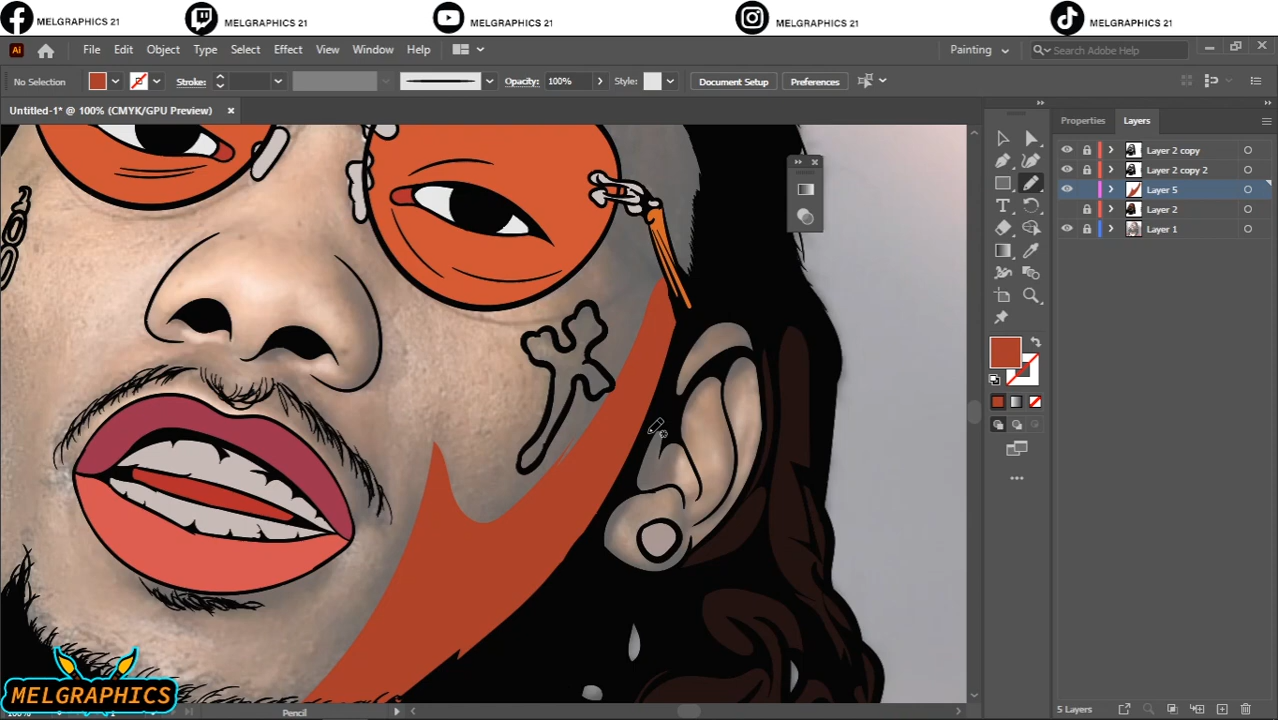 MELGRAPHICS 21 MELGRAPHICS 21 MELGRAPHICS 21 MELGRAPHICS 21 MELGRAPHICS 21
Ai File Edit Object Type Select Effect View Window Help Painting Search Adobe Help
No Selection Stroke: Opacity: 100% Style: Document Setup Preferences
Untitled-1* @ 100% (CMYK/GPU Preview)
Properties Layers
Layer 2 copy
Layer 2 copy 2
Layer 5
Layer 2
Layer 1
MELGRAPHICS
Pencil
5 Layers